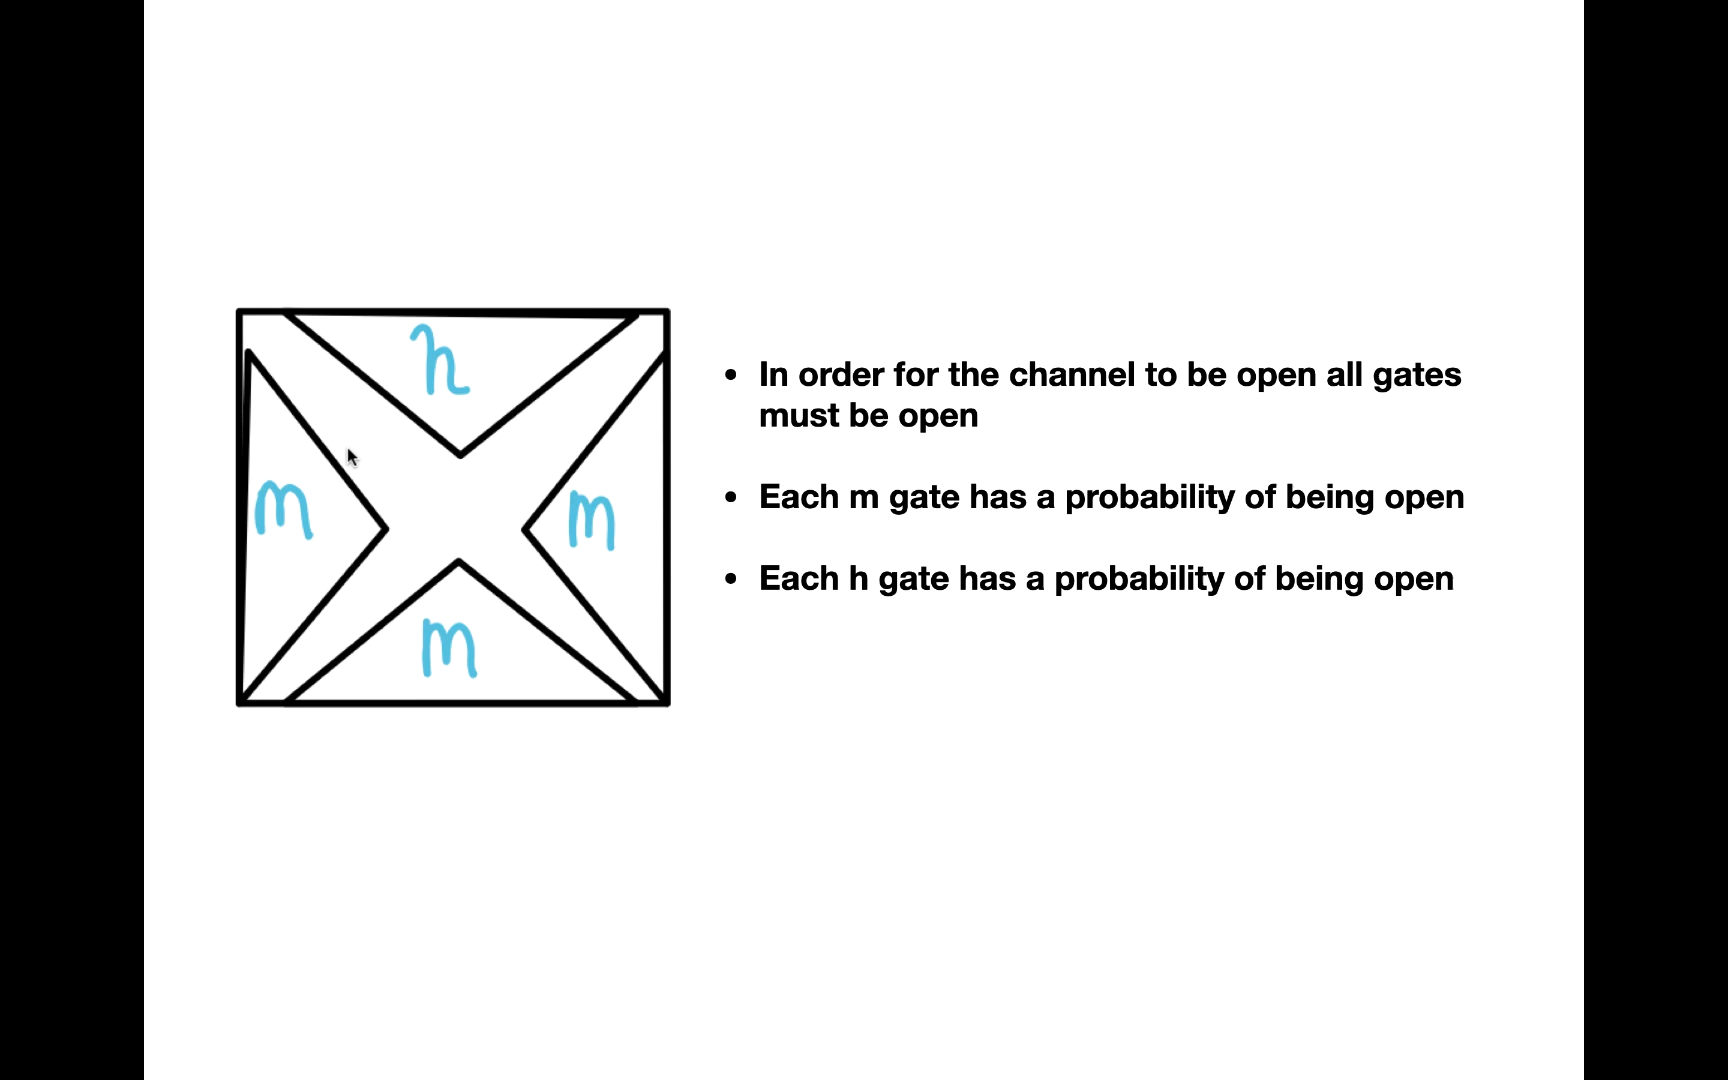 h
m
m
m
• In order for the channel to be open all gates
must be open
• Each m gate has a probability of being open
• Each h gate has a probability of being open